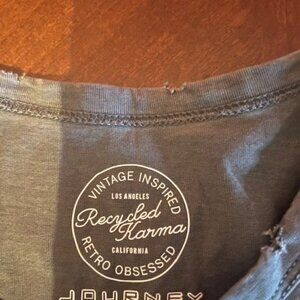 VINTAGE INSPIRED
LOS ANGELES
Recycled
Karma
CALIFORNIA
RETRO OBSESSED
JOURNEY